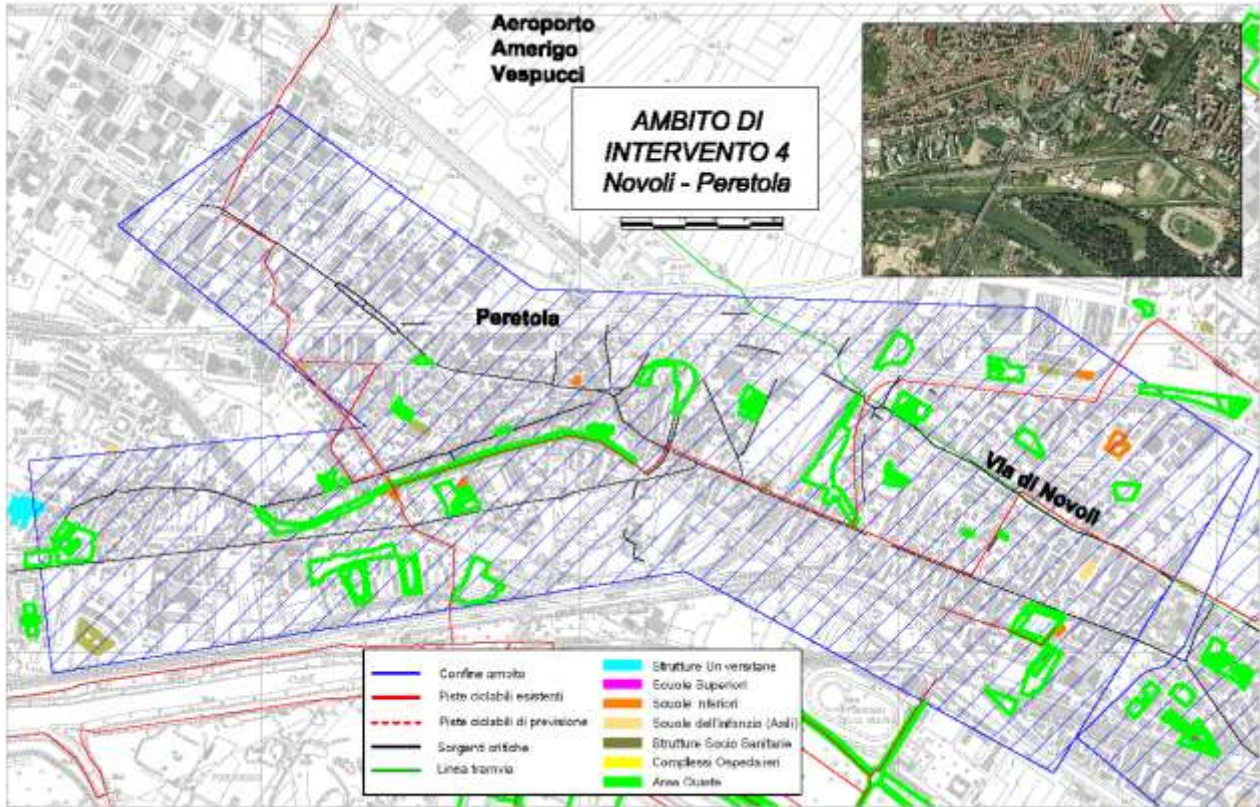 Aeroporto
Amerigo
Vespucci
AMBITO DI
INTERVENTO 4
Novoli - Peretola
Peretola
Via di Novoli
Confine ambito
Piste ciclabili esistenti
Piste ciclabili di previsione
Sorgenti critiche
Linea tramvia
Strutture Universitarie
Scuole Superiori
Scuole Inferiori
Scuole dell'infanzia (Asili)
Strutture Socio Sanitarie
Complessi Ospedalieri
Aree Quiete